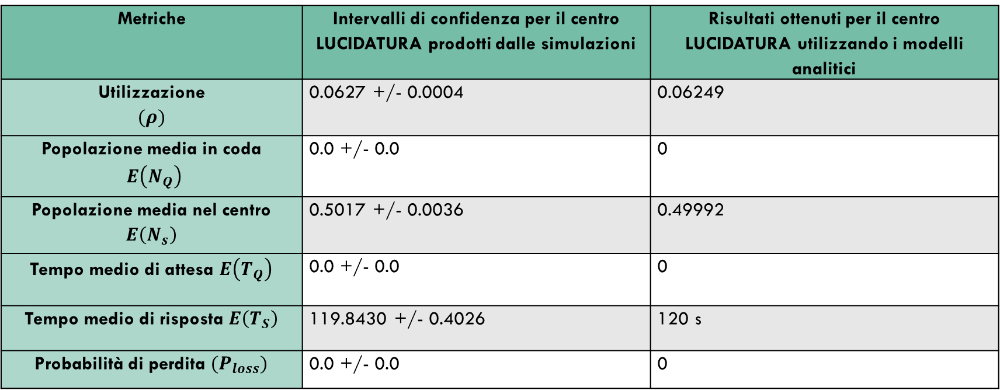 Metriche
Intervalli di confidenza per il centro
LUCIDATURA prodotti dalle simulazioni
Risultati ottenuti per il centro
LUCIDATURA utilizzando i modelli
analitici
Utilizzazione
(ρ)
0.0627 +/- 0.0004
0.06249
Popolazione media in coda
E(N_Q)
0.0 +/- 0.0
0
Popolazione media nel centro
E(N_s)
0.5017 +/- 0.0036
0.49992
Tempo medio di attesa E(T_Q)
0.0 +/- 0.0
0
Tempo medio di risposta E(T_S)
119.8430 +/- 0.4026
120 s
Probabilità di perdita (P_loss)
0.0 +/- 0.0
0